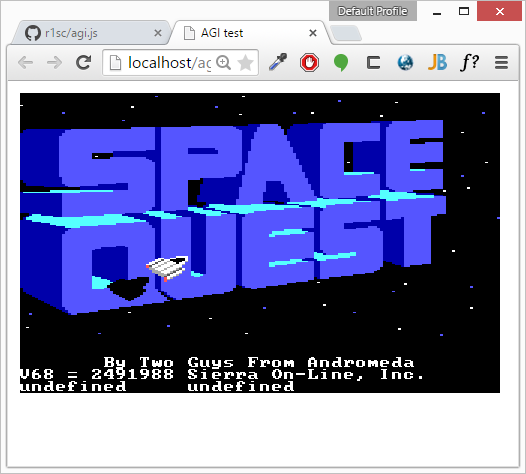 Default Profile
r1sc/agi.js
AGI test
localhost/ag
JB
f?
SPACE
QUEST
By Two Guys From Andromeda
V68 = 2491988 Sierra On-Line, Inc.
undefined undefined